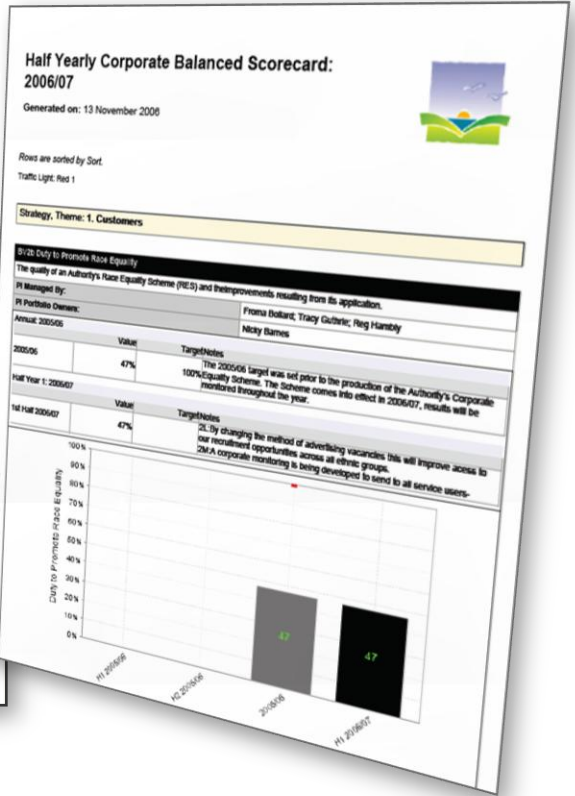 Half Yearly Corporate Balanced Scorecard:
2006/07
Generated on: 13 November 2006
Rows are sorted by Sort.
Traffic Light: Red 1
Strategy, Theme: 1. Customers
BV2b Duty to Promote Race Equality
The quality of an Authority's Race Equality Scheme (RES) and theimprovements resulting from its application.
PI Managed By: Froma Bollard; Tracy Guthrie; Reg Hambly
PI Portfolio Owners: Nicky Barnes
Annual: 2005/06
Value TargetNotes
2005/06 47% 100% The 2005/06 target was set prior to the production of the Authority's Corporate
Equality Scheme. The Scheme comes into effect in 2006/07, results will be
monitored throughout the year.
Half Year 1: 2006/07
Value TargetNotes
1st Half 2006/07 47% 2L:By changing the method of advertising vacancies this will improve acess to
our recruitment opportunities across all ethnic groups.
2M:A corporate monitoring is being developed to send to all service users-
Duty to Promote Race Equality
100%
90%
80%
70%
60%
50%
40%
30%
20%
10%
0%
47
47
H1 2005/06
H2 2005/06
2005/06
H1 2006/07